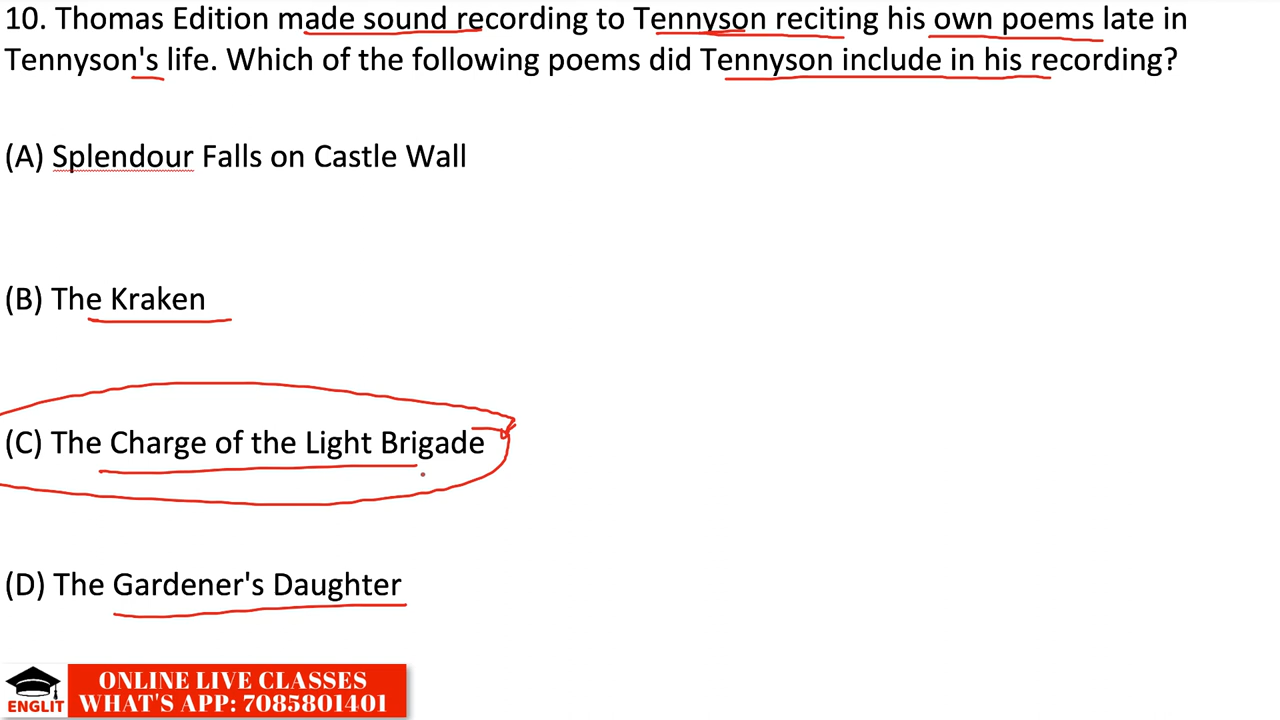 10. Thomas Edition made sound recording to Tennyson reciting his own poems late in
Tennyson's life. Which of the following poems did Tennyson include in his recording?
(A) Splendour Falls on Castle Wall
(B) The Kraken
(C) The Charge of the Light Brigade
(D) The Gardener's Daughter
ENGLIT
ONLINE LIVE CLASSES
WHAT'S APP: 7085801401